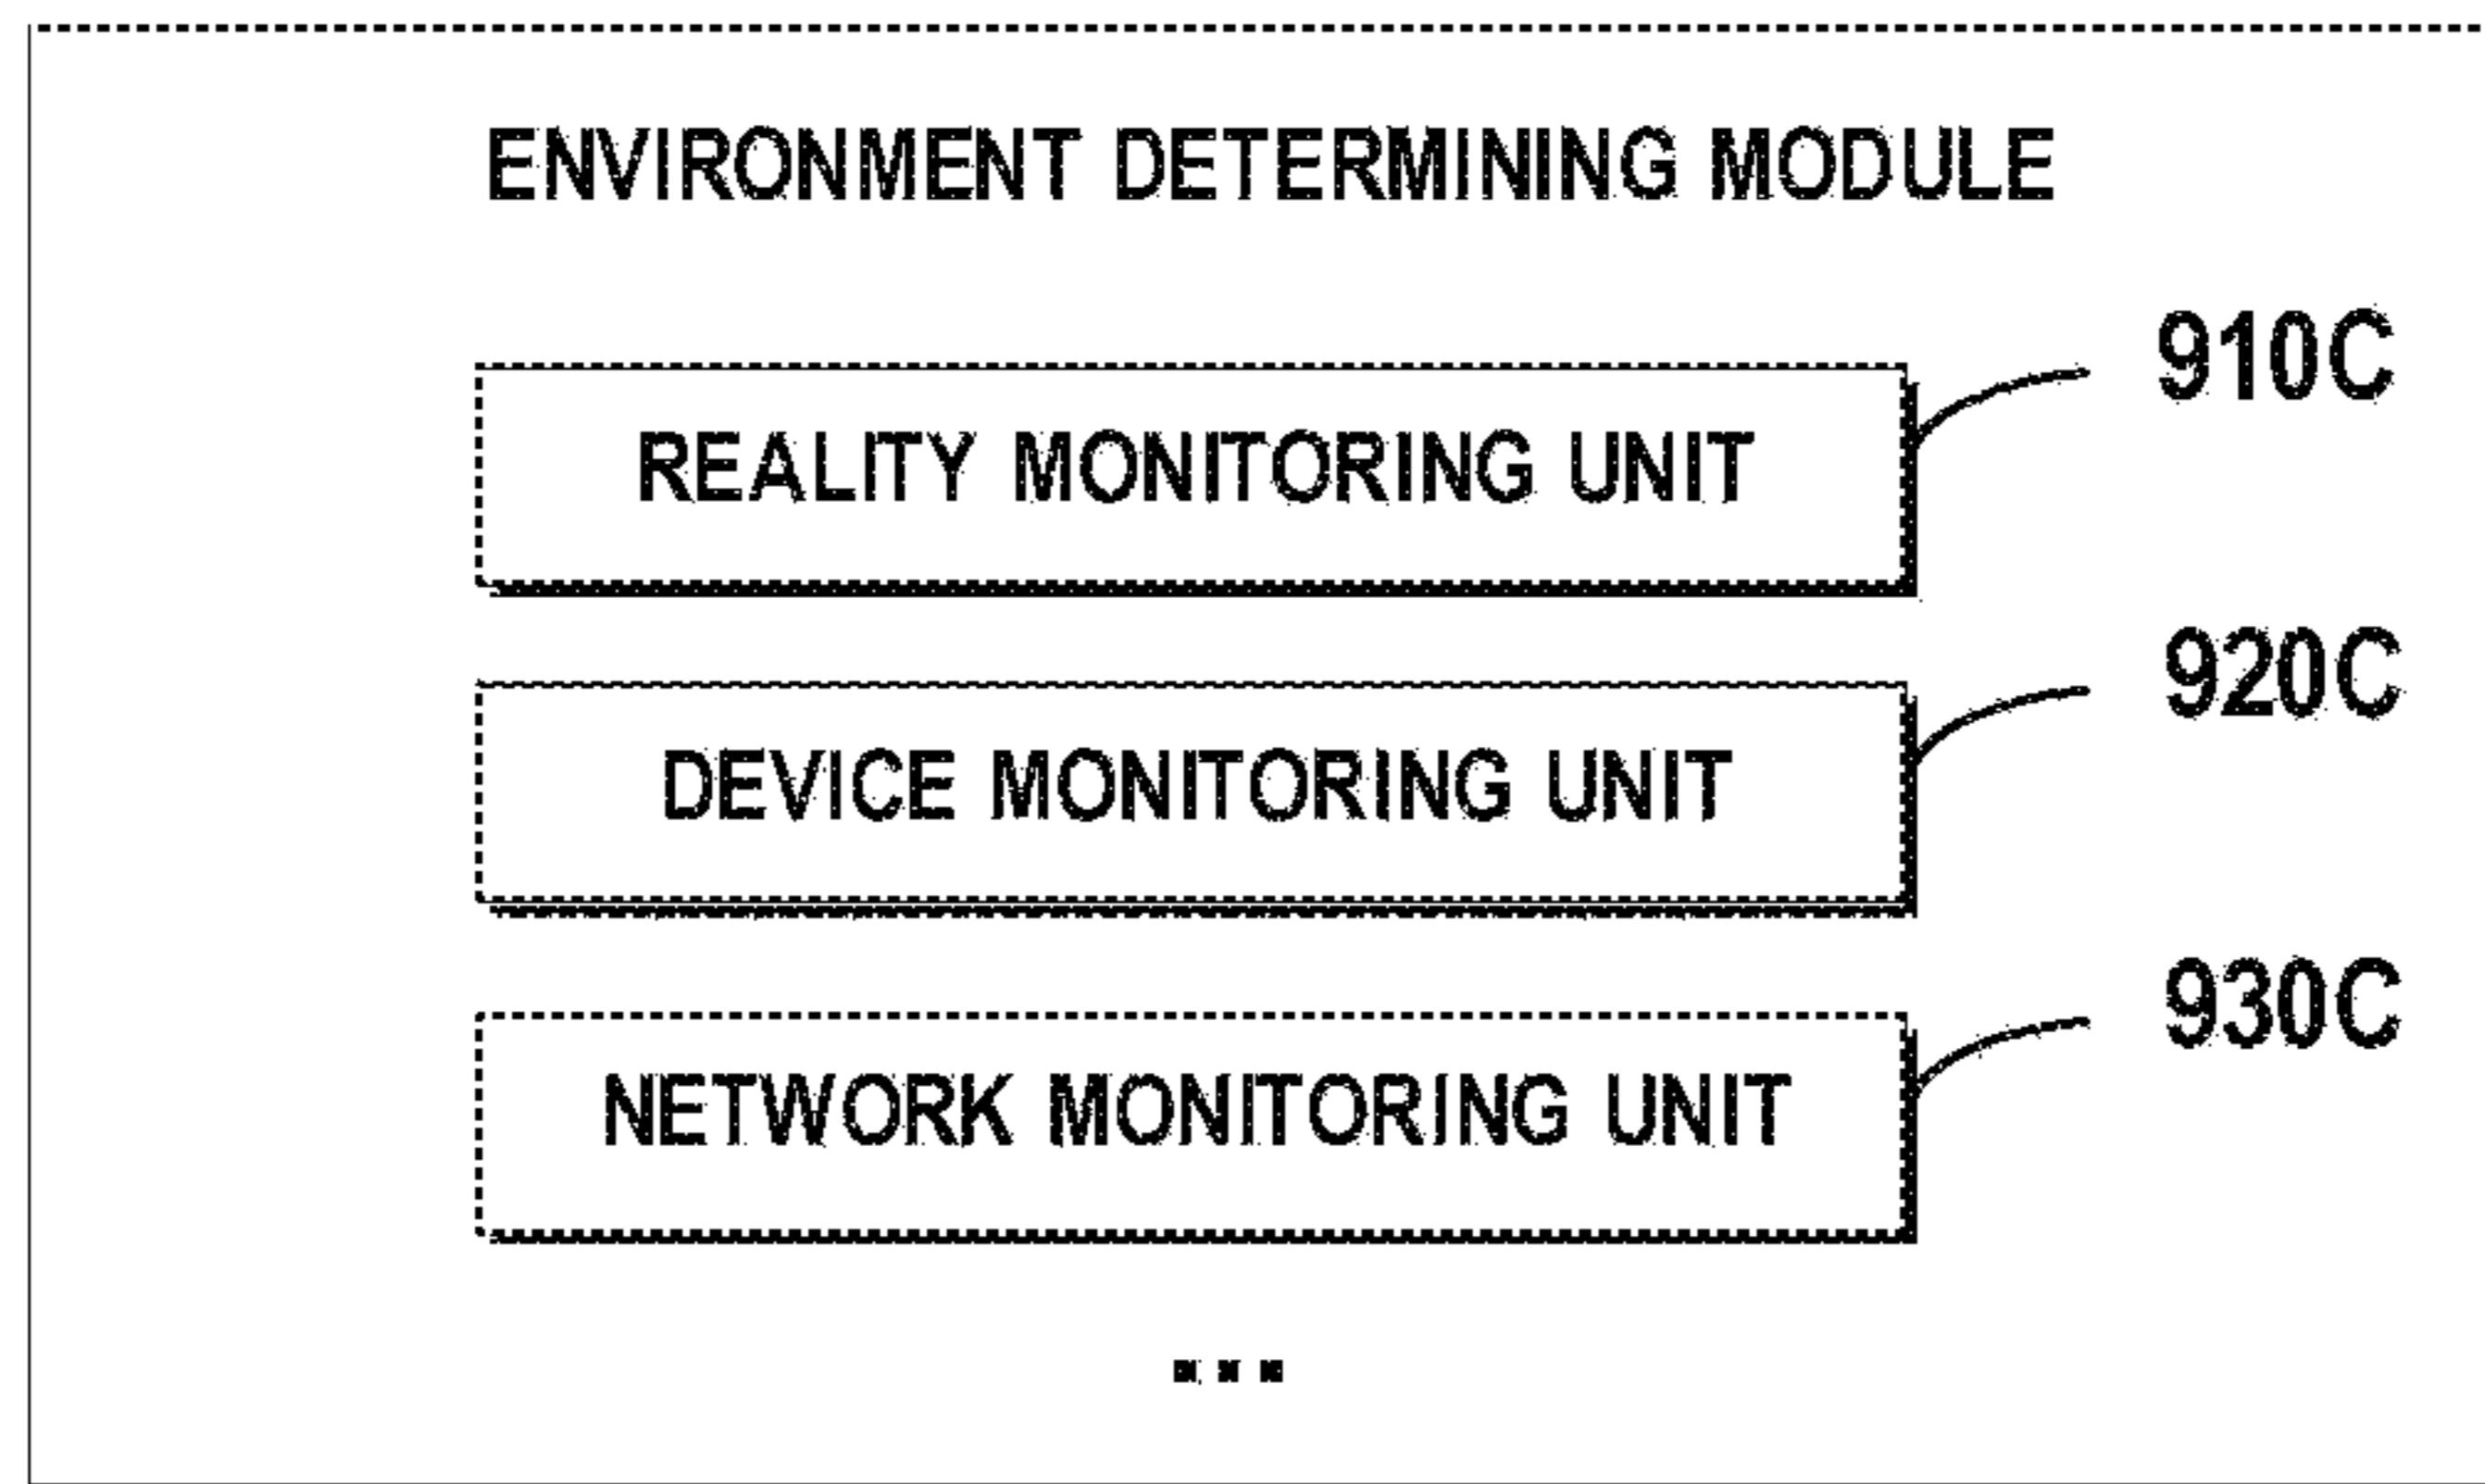 ENVIRONMENT DETERMINING MODULE
910C
REALITY MONITORING UNIT
920C
DEVICE MONITORING UNIT
930C
NETWORK MONITORING UNIT
...